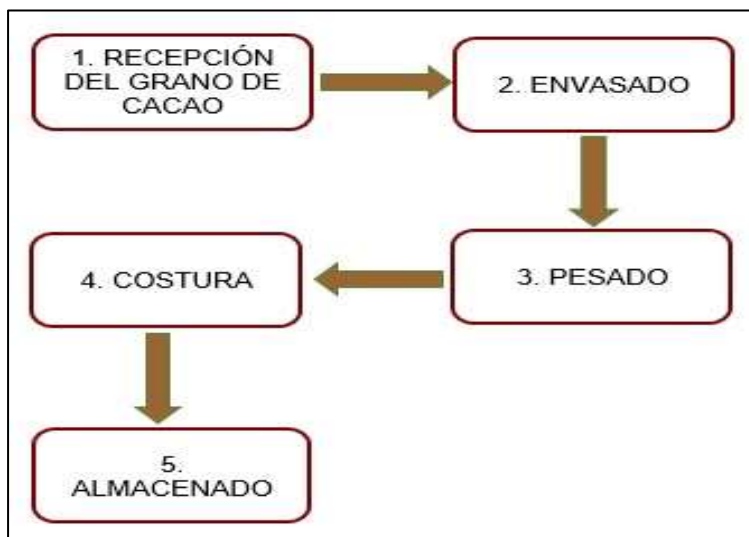 1. RECEPCIÓN
DEL GRANO DE
CACAO
2. ENVASADO
3. PESADO
4. COSTURA
5.
ALMACENADO